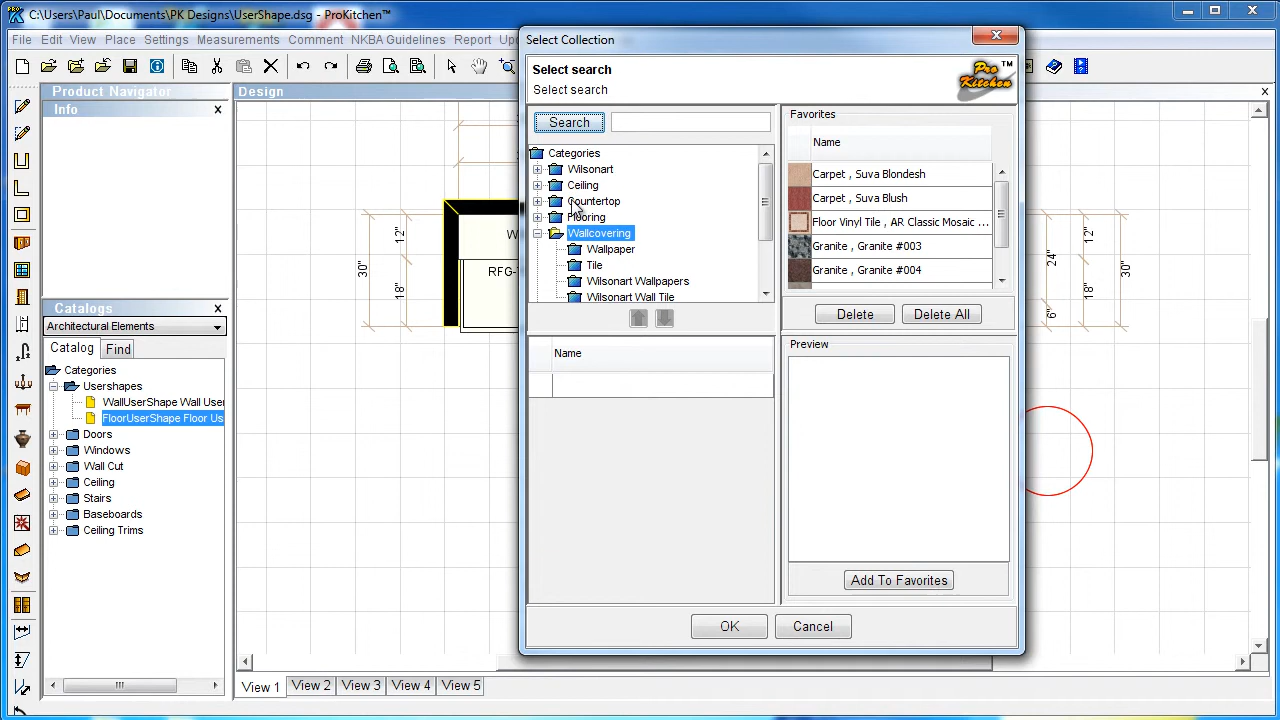 C:\Users\Paul\Documents\PK Designs\UserShape.dsg - ProKitchen™
File Edit View Place Settings Measurements Comment NKBA Guidelines Report
Select Collection
Select search
Select search
Pro Kitchen ™
Search
Categories
Wilsonart
Ceiling
Countertop
Flooring
Wallcovering
Wallpaper
Tile
Wilsonart Wallpapers
Wilsonart Wall Tile
Name
Favorites
Name
Carpet , Suva Blondesh
Carpet , Suva Blush
Floor Vinyl Tile , AR Classic Mosaic ...
Granite , Granite #003
Granite , Granite #004
Delete
Delete All
Preview
Add To Favorites
OK
Cancel
Product Navigator
Info
Catalogs
Architectural Elements
Catalog
Find
Categories
Usershapes
WallUserShape Wall User
FloorUserShape Floor Us
Doors
Windows
Wall Cut
Ceiling
Stairs
Baseboards
Ceiling Trims
Design
30"
12"
18"
RFG-
24"
6"
12"
18"
30"
View 1
View 2
View 3
View 4
View 5